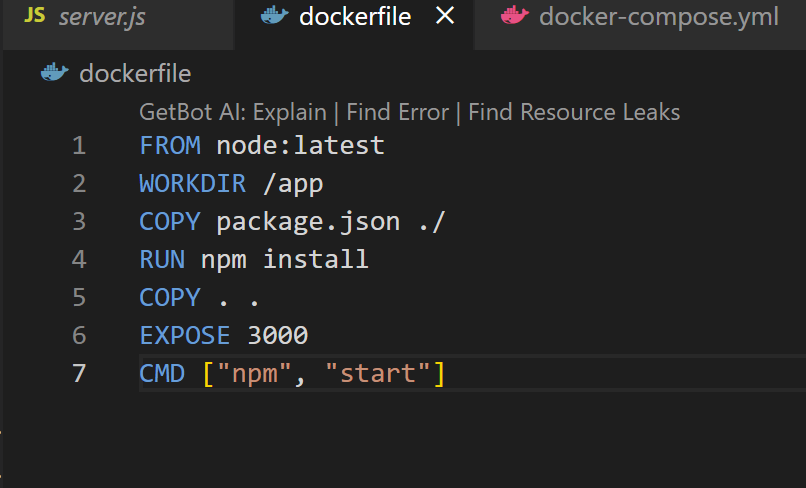 JS server.js dockerfile × docker-compose.yml
dockerfile
GetBot AI: Explain | Find Error | Find Resource Leaks
1 FROM node:latest
2 WORKDIR /app
3 COPY package.json ./
4 RUN npm install
5 COPY . .
6 EXPOSE 3000
7 CMD ["npm", "start"]